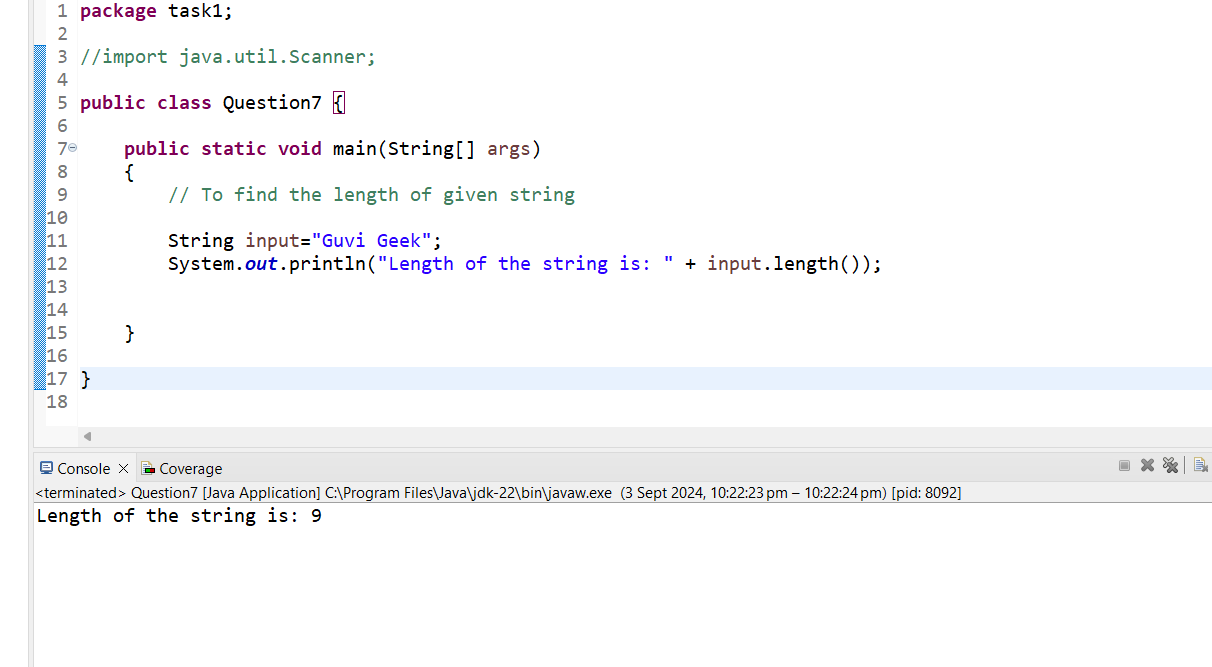 1 package task1;
2
3 //import java.util.Scanner;
4
5 public class Question7 {
6
7 public static void main(String[] args)
8 {
9 // To find the length of given string
10
11 String input="Guvi Geek";
12 System.out.println("Length of the string is: " + input.length());
13
14
15 }
16
17 }
18
Console Coverage
<terminated> Question7 [Java Application] C:\Program Files\Java\jdk-22\bin\javaw.exe (3 Sept 2024, 10:22:23 pm – 10:22:24 pm) [pid: 8092]
Length of the string is: 9